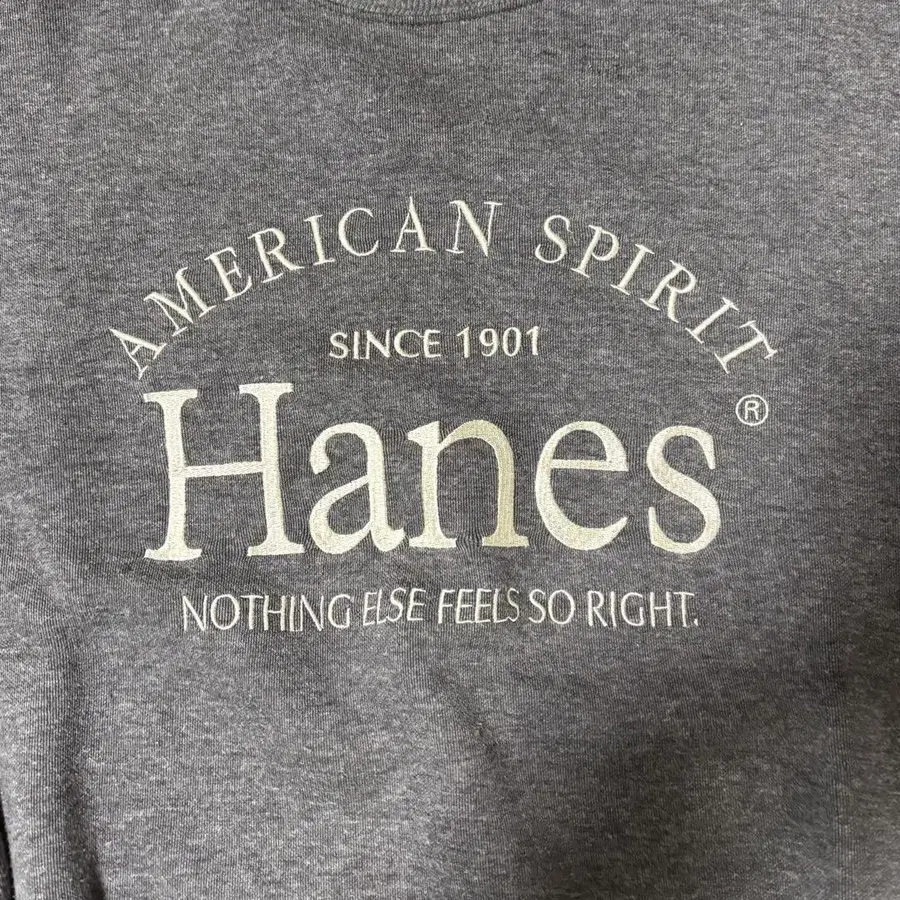 AMERICAN SPIRIT
SINCE 1901
Hanes®
NOTHING ELSE FEELS SO RIGHT.